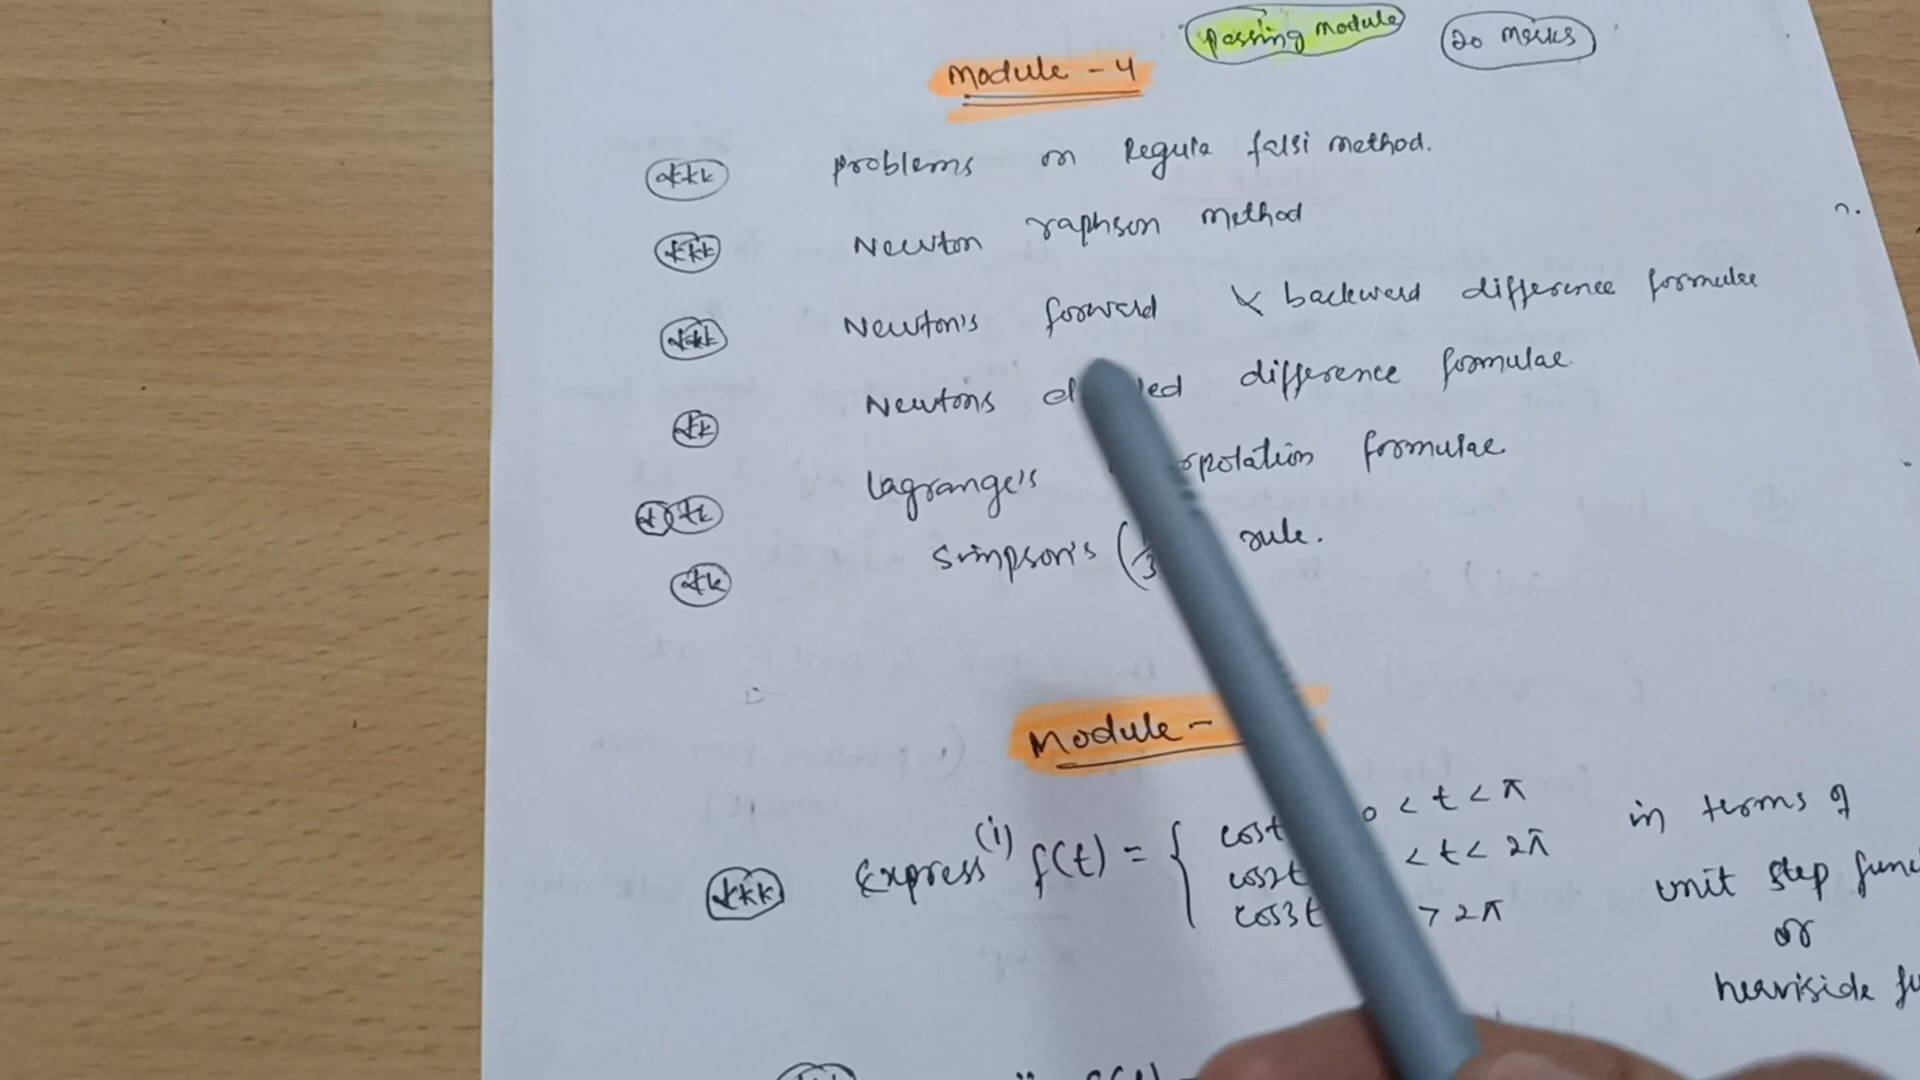 passing module
20 marks
Module - 4
*** problems on Regula falsi method.
*** Newton raphson method
*** Newton's forward & backward difference formulae
** Newtons difference formulae.
*** Lagrange's formulae
** Simpson's rule.
Module -
*** Express (i) f(t) = { cost 0 < t < π in terms of
cos2t < t < 2π unit step
cos3t > 2π or
heaviside